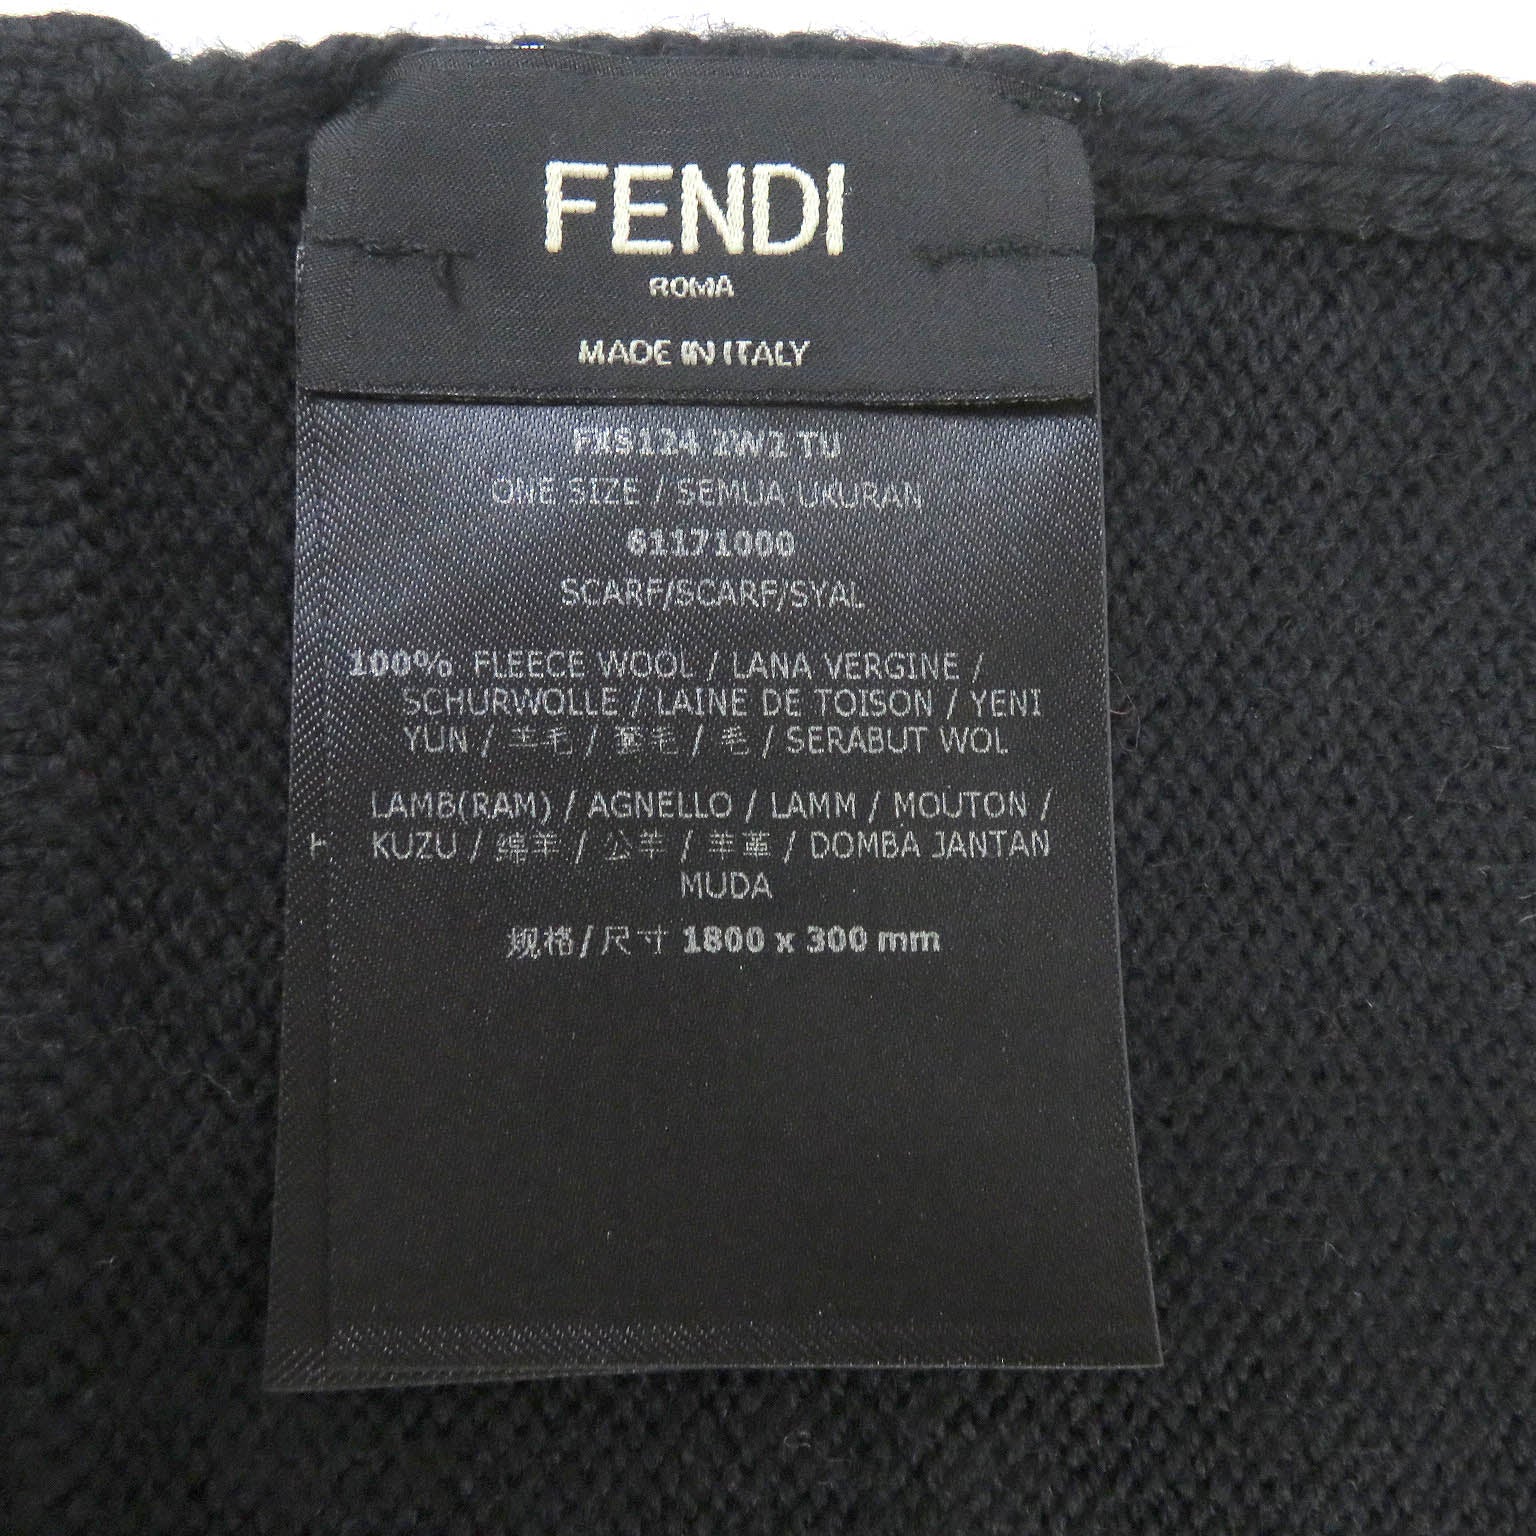 FENDI
ROMA
MADE IN ITALY
FXS124 2W2 TU
ONE SIZE / SEMUA UKURAN
61171000
SCARF/SCARF/SYAL
100% FLEECE WOOL / LANA VERGINE /
SCHURWOLLE / LAINE DE TOISON / YENI
YUN / 羊毛 / 羊毛 / 毛 / SERABUT WOL
LAMB(RAM) / AGNELLO / LAMM / MOUTON /
KUZU / 绵羊 / 公羊 / 羊革 / DOMBA JANTAN
MUDA
规格/尺寸 1800 x 300 mm